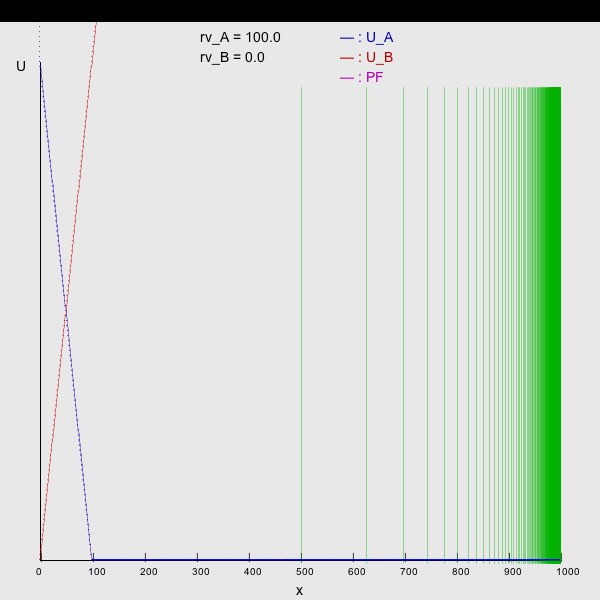 rv_A = 100.0
— : U_A
rv_B = 0.0
— : U_B
— : PF
U
0 100 200 300 400 500 600 700 800 900 1000
x